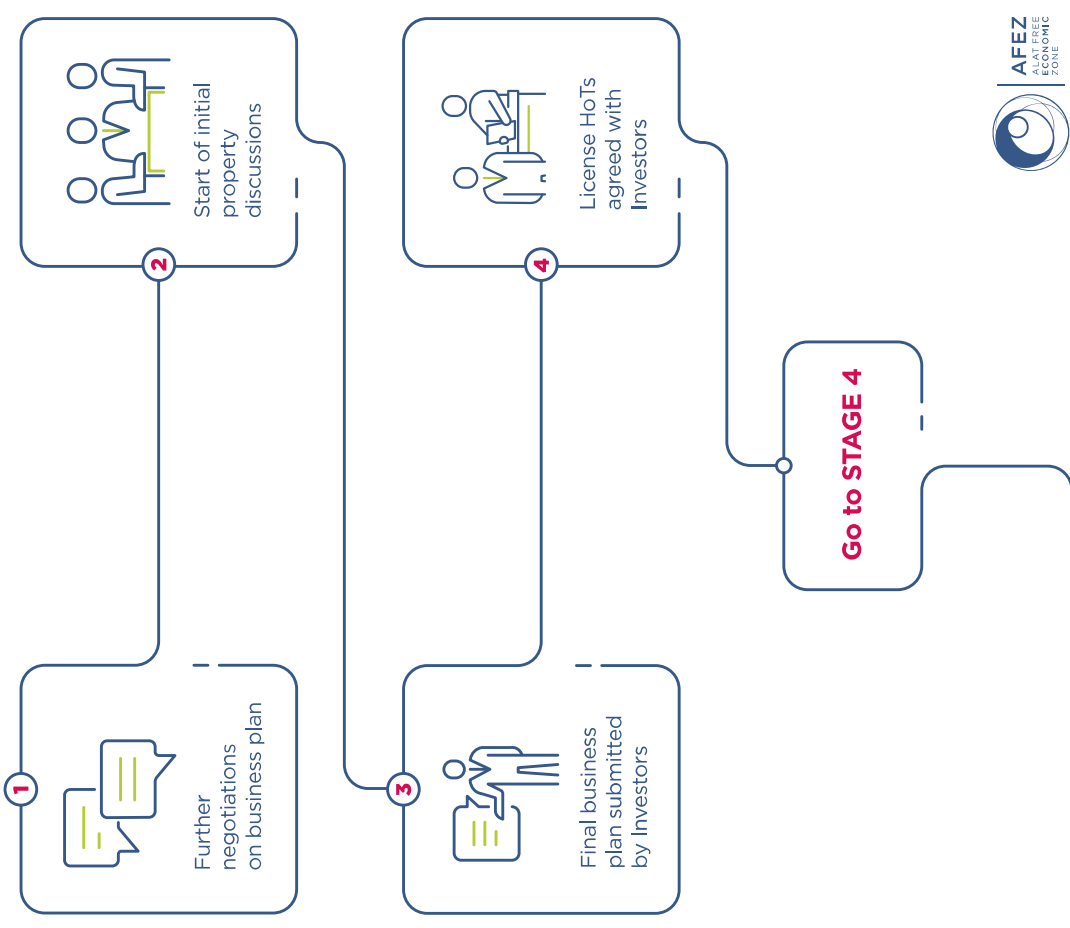 1
Further
negotiations
on business plan
2
Start of initial
property
discussions
3
Final business
plan submitted
by Investors
4
License HoTs
agreed with
Investors
Go to STAGE 4
AFEZ
ALAT FREE
ECONOMIC
ZONE